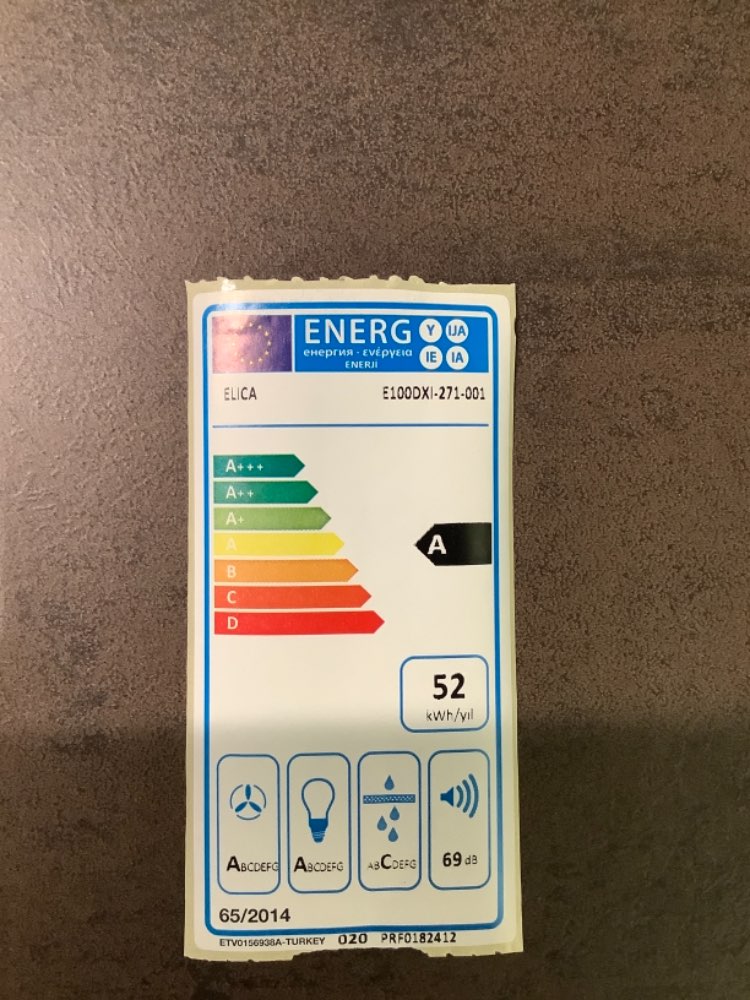 ENERG Y IJA
енергия · ενέργεια IE IA
ENERJİ
ELICA E100DXI-271-001
A+++
A++
A+
A
B
C
D
A
52
kWh/yıl
ABCDEFG ABCDEFG ABCDEFG 69 dB
65/2014
ETV0156938A-TURKEY 020 PRF0182412